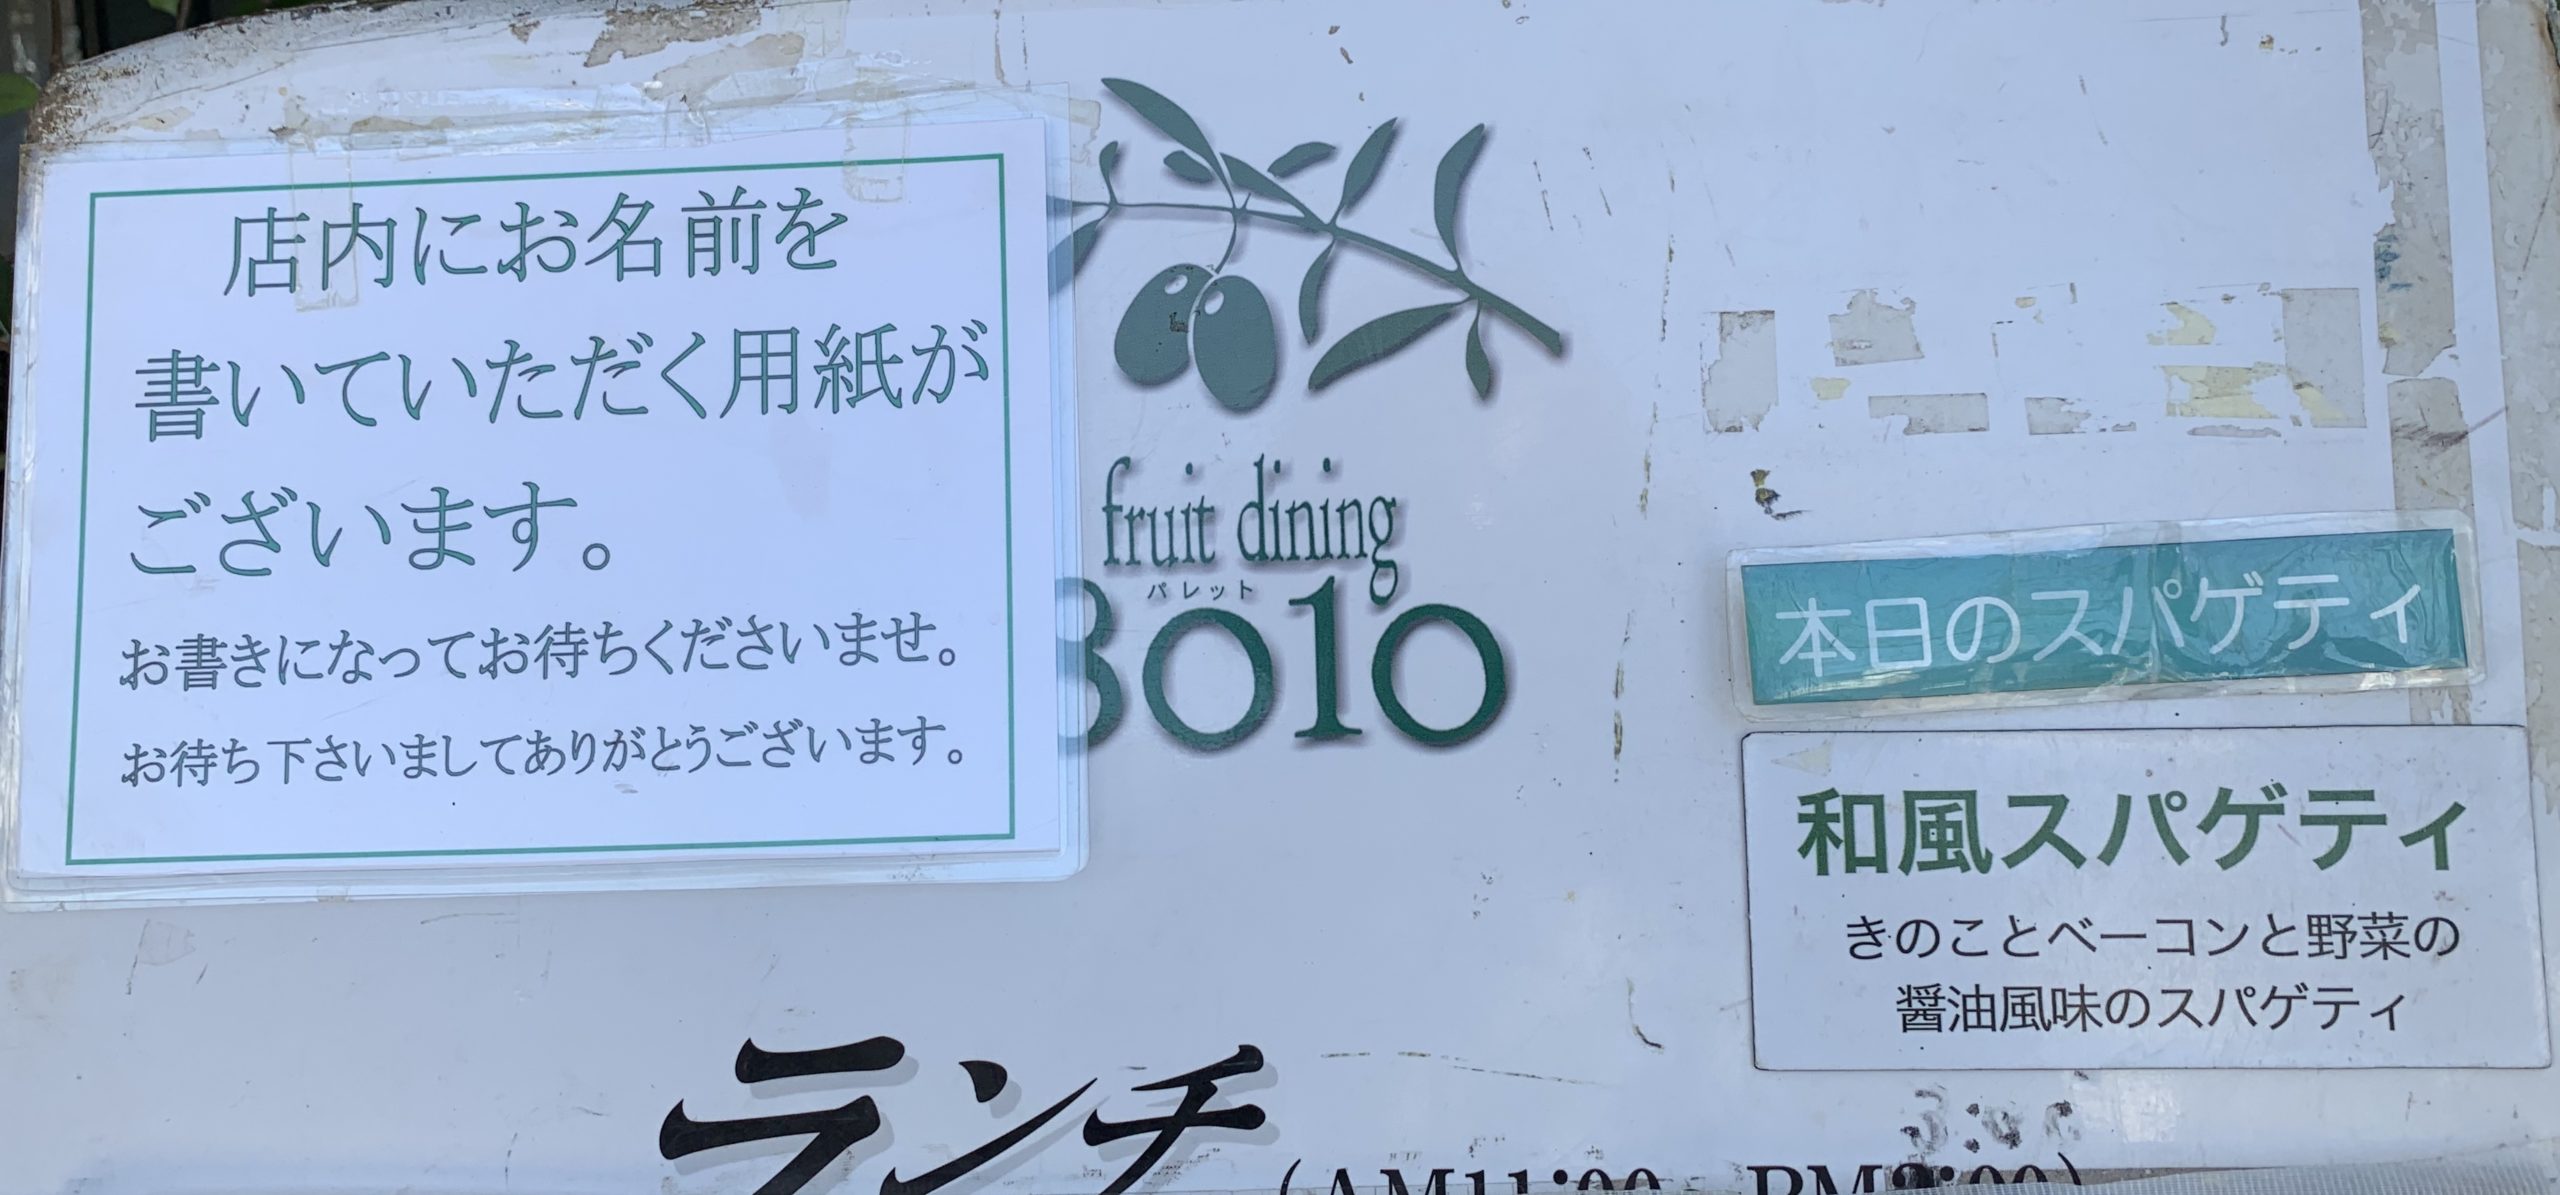 店内にお名前を
書いていただく用紙が
ございます。
お書きになってお待ちくださいませ。
お待ち下さいましてありがとうございます。
fruit dining
パレット
8010
本日のスパゲティ
和風スパゲティ
きのことベーコンと野菜の
醤油風味のスパゲティ
ランチ
(AM11:00